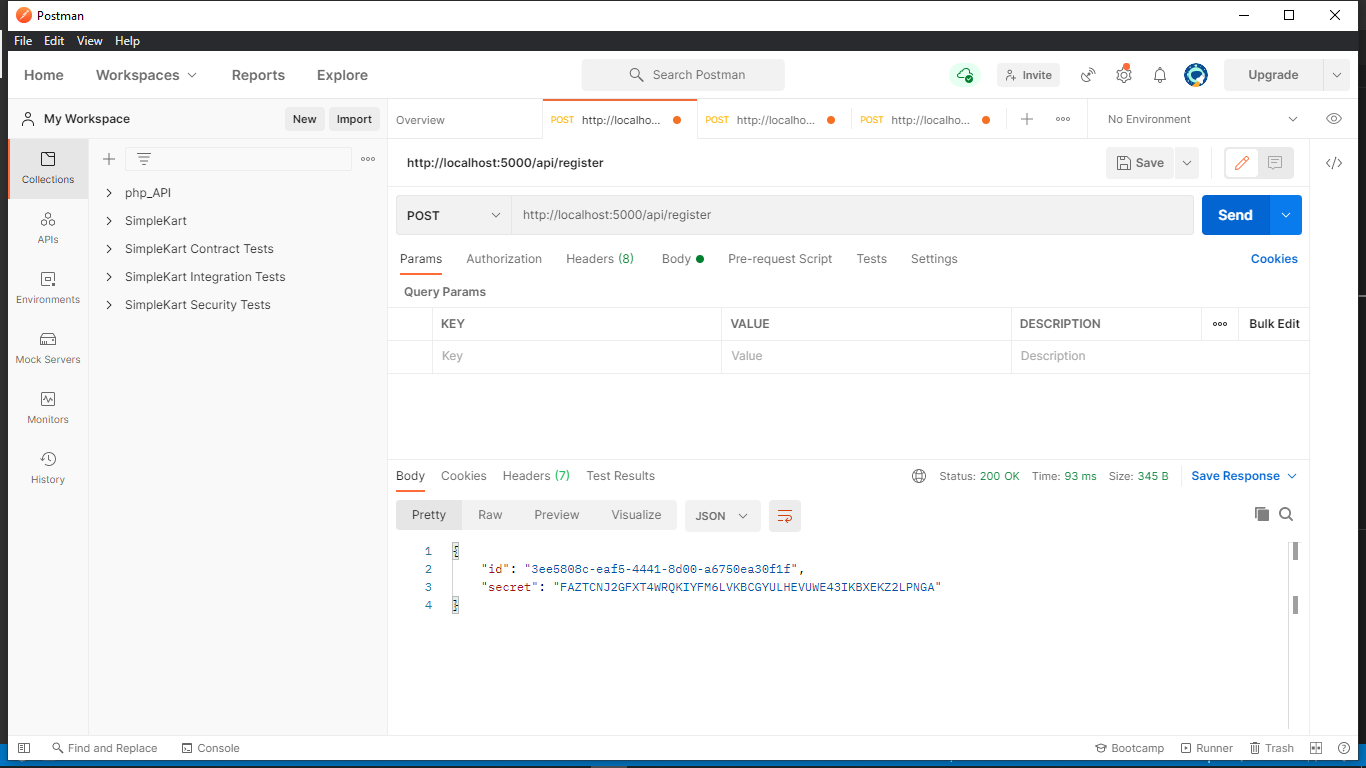 Postman
File Edit View Help
Home Workspaces Reports Explore Search Postman Invite Upgrade
My Workspace New Import Overview POST http://localho... POST http://localho... POST http://localho... No Environment
http://localhost:5000/api/register Save
Collections
APIs
Environments
Mock Servers
Monitors
History
php_API
SimpleKart
SimpleKart Contract Tests
SimpleKart Integration Tests
SimpleKart Security Tests
POST http://localhost:5000/api/register Send
Params Authorization Headers (8) Body Pre-request Script Tests Settings Cookies
Query Params
KEY VALUE DESCRIPTION Bulk Edit
Key Value Description
Body Cookies Headers (7) Test Results Status: 200 OK Time: 93 ms Size: 345 B Save Response
Pretty Raw Preview Visualize JSON
1 {
2 "id": "3ee5808c-eaf5-4441-8d00-a6750ea30f1f",
3 "secret": "FAZTCNJ2GFXT4WRQKIYFM6LVKBCGYULHEVUWE43IKBXEKZ2LPNGA"
4 }
Find and Replace Console Bootcamp Runner Trash